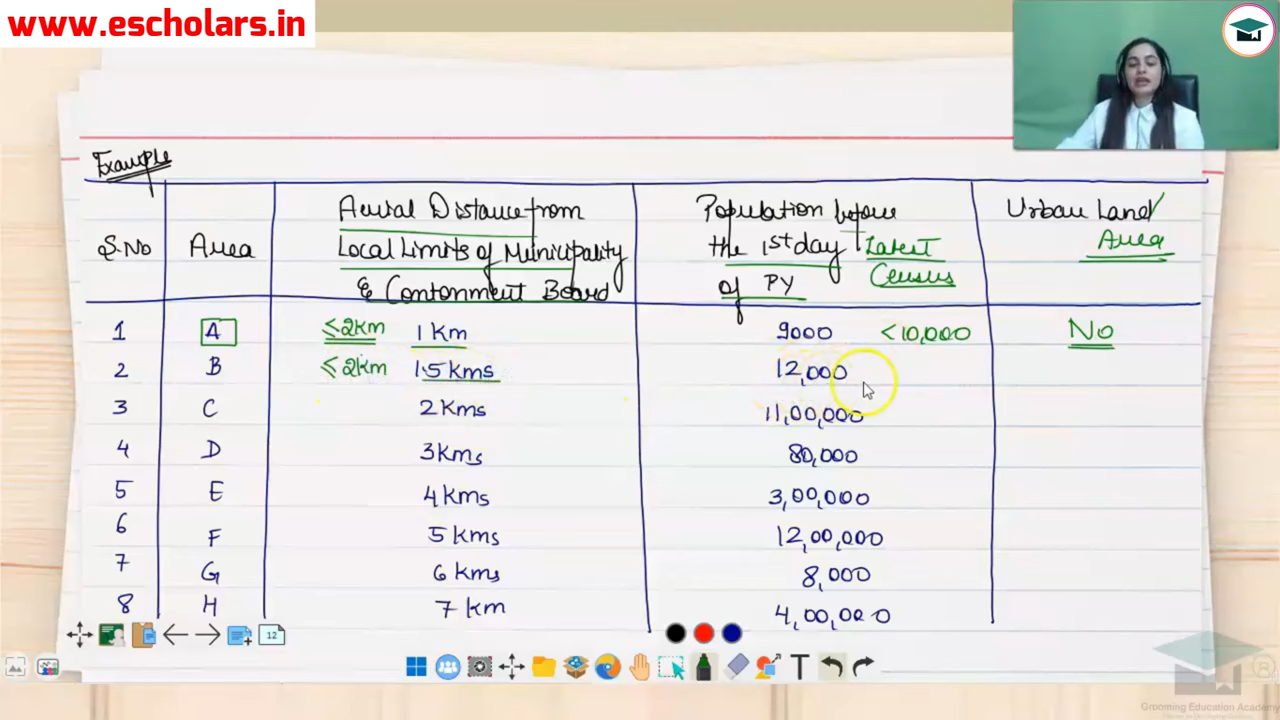 www.escholars.in
Example
S.No Area Aerial Distance from Local Limits of Municipality & Contonment Board Population before the 1st day of PY Latest Census Urban Land/ Area
1 A ≤2km 1 Km 9000 <10,000 No
2 B ≤2km 1.5 kms 12,000
3 C 2 Kms 11,00,000
4 D 3 Kms 80,000
5 E 4 Kms 3,00,000
6 F 5 Kms 12,00,000
7 G 6 Kms 8,000
8 H 7 km 4,00,000
12
T
Grooming Education Academy